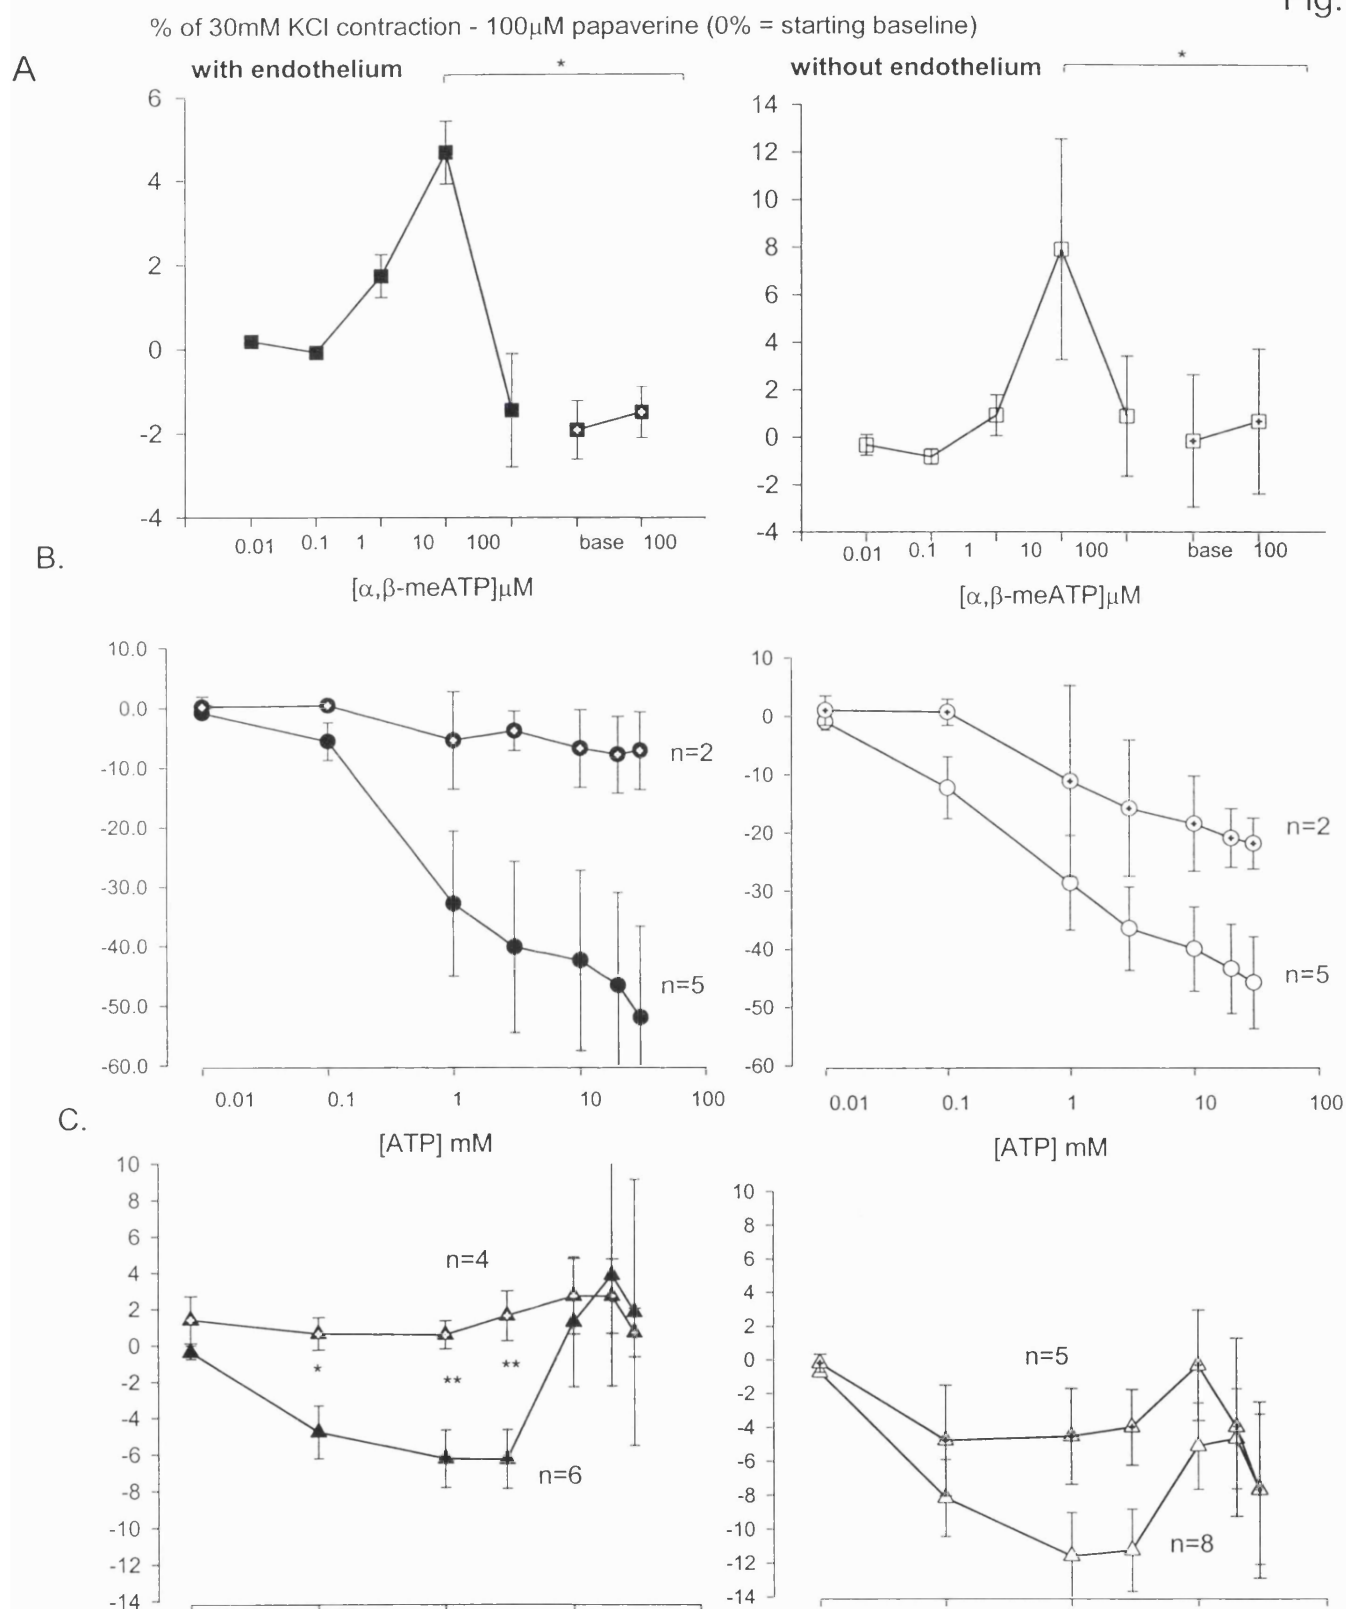 Fig.
% of 30mM KCl contraction - 100µM papaverine (0% = starting baseline)
A
with endothelium
*
without endothelium
*
6
4
2
0
-2
-4
14
12
10
8
6
4
2
0
-2
-4
0.01 0.1 1 10 100 base 100
0.01 0.1 1 10 100 base 100
B.
[α,β-meATP]µM
[α,β-meATP]µM
10.0
0.0
-10.0
-20.0
-30.0
-40.0
-50.0
-60.0
n=2
n=5
10
0
-10
-20
-30
-40
-50
-60
n=2
n=5
0.01 0.1 1 10 100
0.01 0.1 1 10 100
C.
[ATP] mM
[ATP] mM
10
8
6
4
2
0
-2
-4
-6
-8
-10
-12
-14
n=4
*
**
**
n=6
10
8
6
4
2
0
-2
-4
-6
-8
-10
-12
-14
n=5
n=8